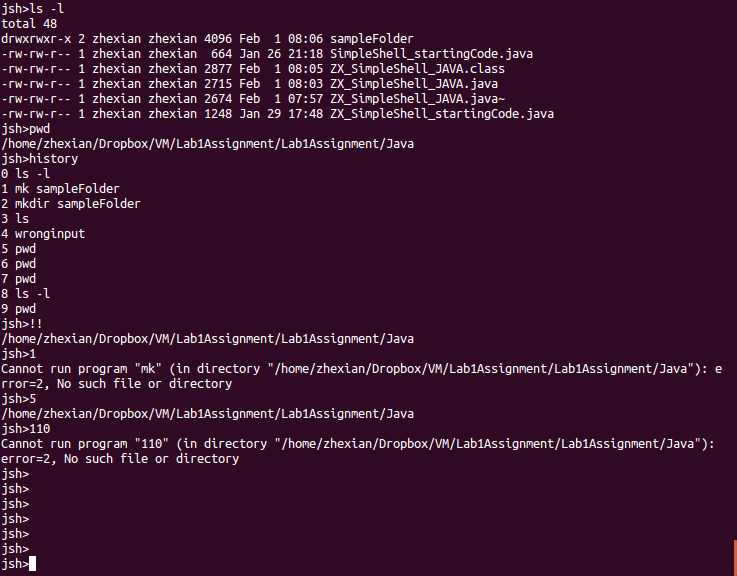 jsh>ls -l
total 48
drwxrwxr-x 2 zhexian zhexian 4096 Feb  1 08:06 sampleFolder
-rw-rw-r-- 1 zhexian zhexian  664 Jan 26 21:18 SimpleShell_startingCode.java
-rw-rw-r-- 1 zhexian zhexian 2877 Feb  1 08:05 ZX_SimpleShell_JAVA.class
-rw-rw-r-- 1 zhexian zhexian 2715 Feb  1 08:03 ZX_SimpleShell_JAVA.java
-rw-rw-r-- 1 zhexian zhexian 2674 Feb  1 07:57 ZX_SimpleShell_JAVA.java~
-rw-rw-r-- 1 zhexian zhexian 1248 Jan 29 17:48 ZX_SimpleShell_startingCode.java
jsh>pwd
/home/zhexian/Dropbox/VM/Lab1Assignment/Lab1Assignment/Java
jsh>history
0 ls -l
1 mk sampleFolder
2 mkdir sampleFolder
3 ls
4 wronginput
5 pwd
6 pwd
7 pwd
8 ls -l
9 pwd
jsh>!!
/home/zhexian/Dropbox/VM/Lab1Assignment/Lab1Assignment/Java
jsh>1
Cannot run program "mk" (in directory "/home/zhexian/Dropbox/VM/Lab1Assignment/Lab1Assignment/Java"): e
rror=2, No such file or directory
jsh>5
/home/zhexian/Dropbox/VM/Lab1Assignment/Lab1Assignment/Java
jsh>110
Cannot run program "110" (in directory "/home/zhexian/Dropbox/VM/Lab1Assignment/Lab1Assignment/Java"):
error=2, No such file or directory
jsh>
jsh>
jsh>
jsh>
jsh>
jsh>
jsh>